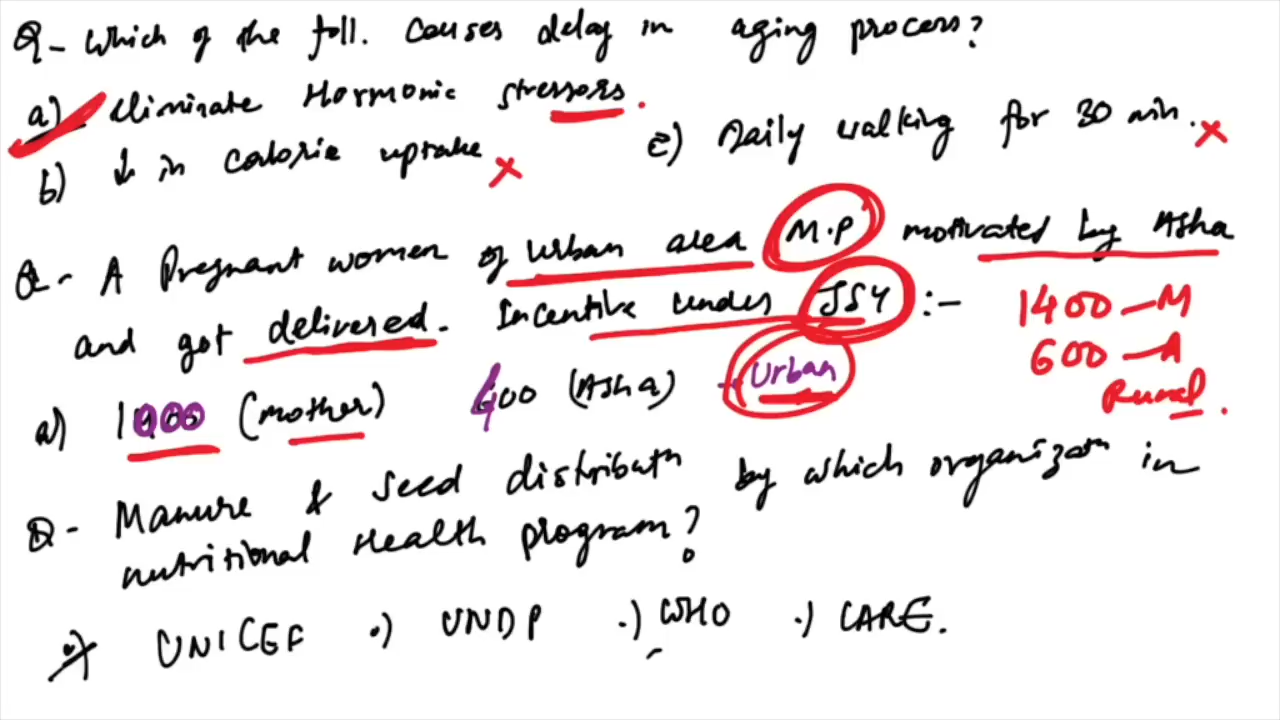 Q- Which of the foll. causes delay in aging process?
a) eliminate Hormonic stressors.
b) ↓ in calorie uptake ×
c) Daily walking for 30 min. ×
Q- A Pregnant women of Urban area M.P motivated by Asha
and got delivered. Incentive under JSY :-
1400 - M
600 - A
Rural.
a) 1000 (mother) 400 (Asha) → Urban
Q- Manure & seed distributn by which organizatn in
nutritional Health program?
UNICEF •) UNDP •) WHO •) CARE.